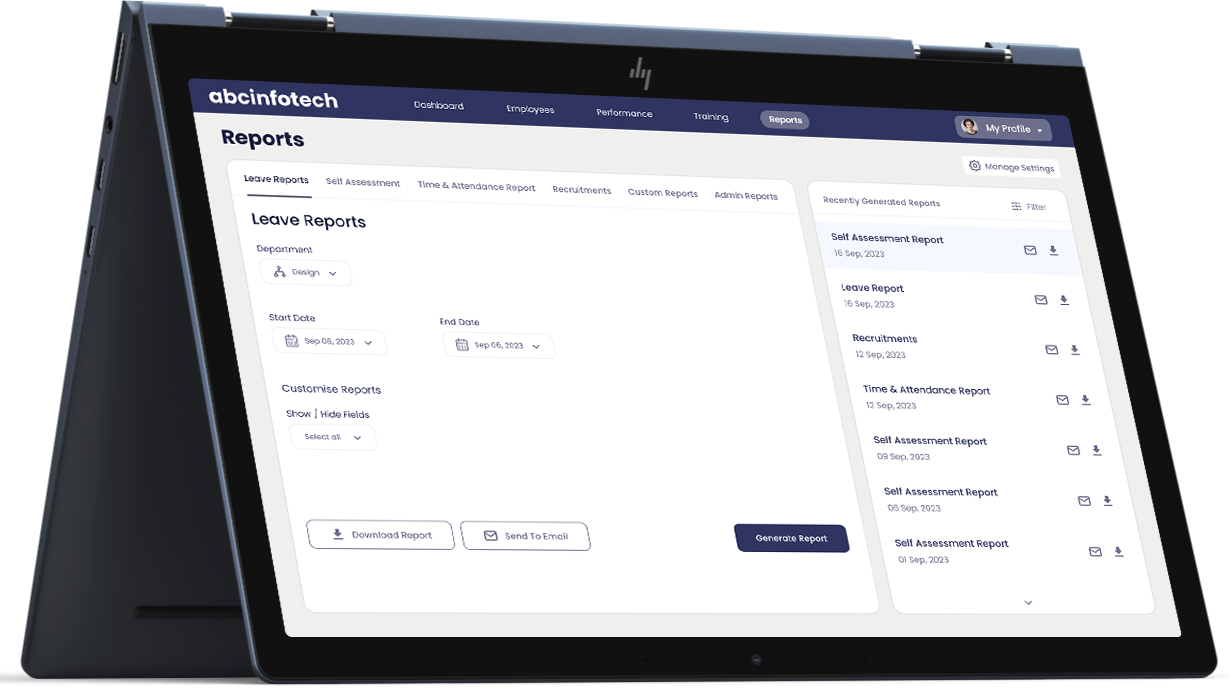 hp
abcinfotech
Dashboard
Employees
Performance
Training
Reports
My Profile
Reports
Manage Settings
Leave Reports
Self Assessment
Time & Attendance Report
Recruitments
Custom Reports
Admin Reports
Leave Reports
Department
Design
Start Date
End Date
Sep 05, 2023
Sep 06, 2023
Customise Reports
Show / Hide Fields
Select all
Download Report
Send To Email
Generate Report
Recently Generated Reports
Filter
Self Assessment Report
16 Sep, 2023
Leave Report
16 Sep, 2023
Recruitments
12 Sep, 2023
Time & Attendance Report
12 Sep, 2023
Self Assessment Report
09 Sep, 2023
Self Assessment Report
06 Sep, 2023
Self Assessment Report
01 Sep, 2023